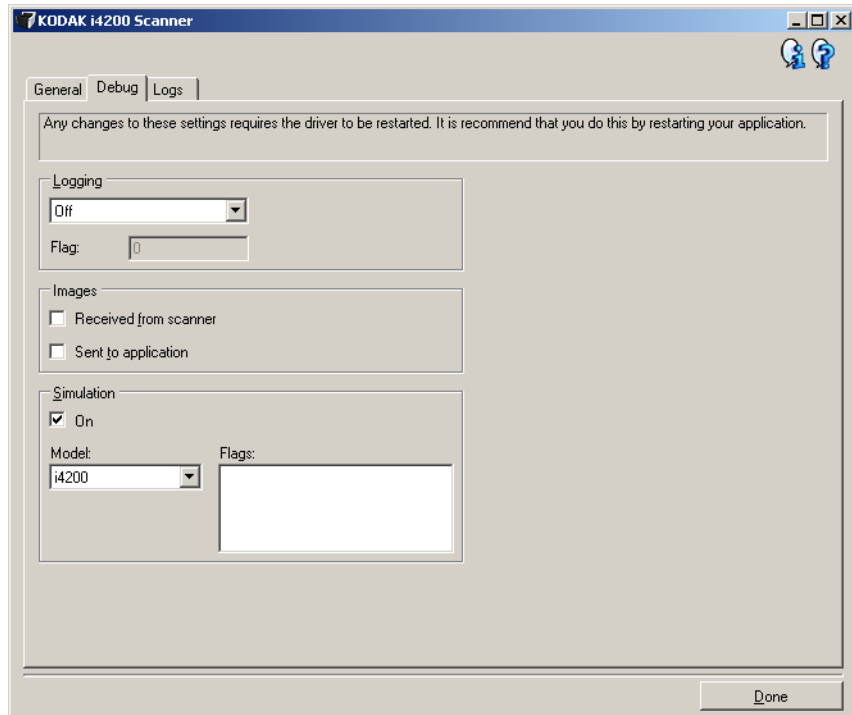 KODAK i4200 Scanner
General Debug Logs
Any changes to these settings requires the driver to be restarted. It is recommend that you do this by restarting your application.
Logging
Off
Flag: 0
Images
Received from scanner
Sent to application
Simulation
On
Model: Flags:
i4200
Done